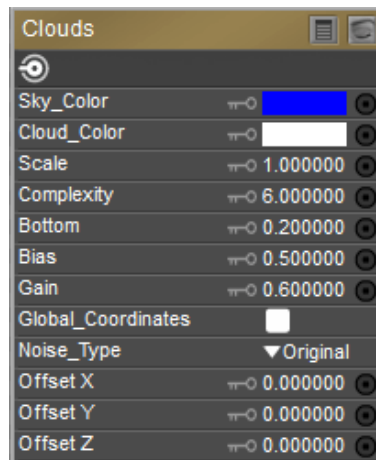 Clouds
Sky_Color
Cloud_Color
Scale 1.000000
Complexity 6.000000
Bottom 0.200000
Bias 0.500000
Gain 0.600000
Global_Coordinates
Noise_Type Original
Offset X 0.000000
Offset Y 0.000000
Offset Z 0.000000